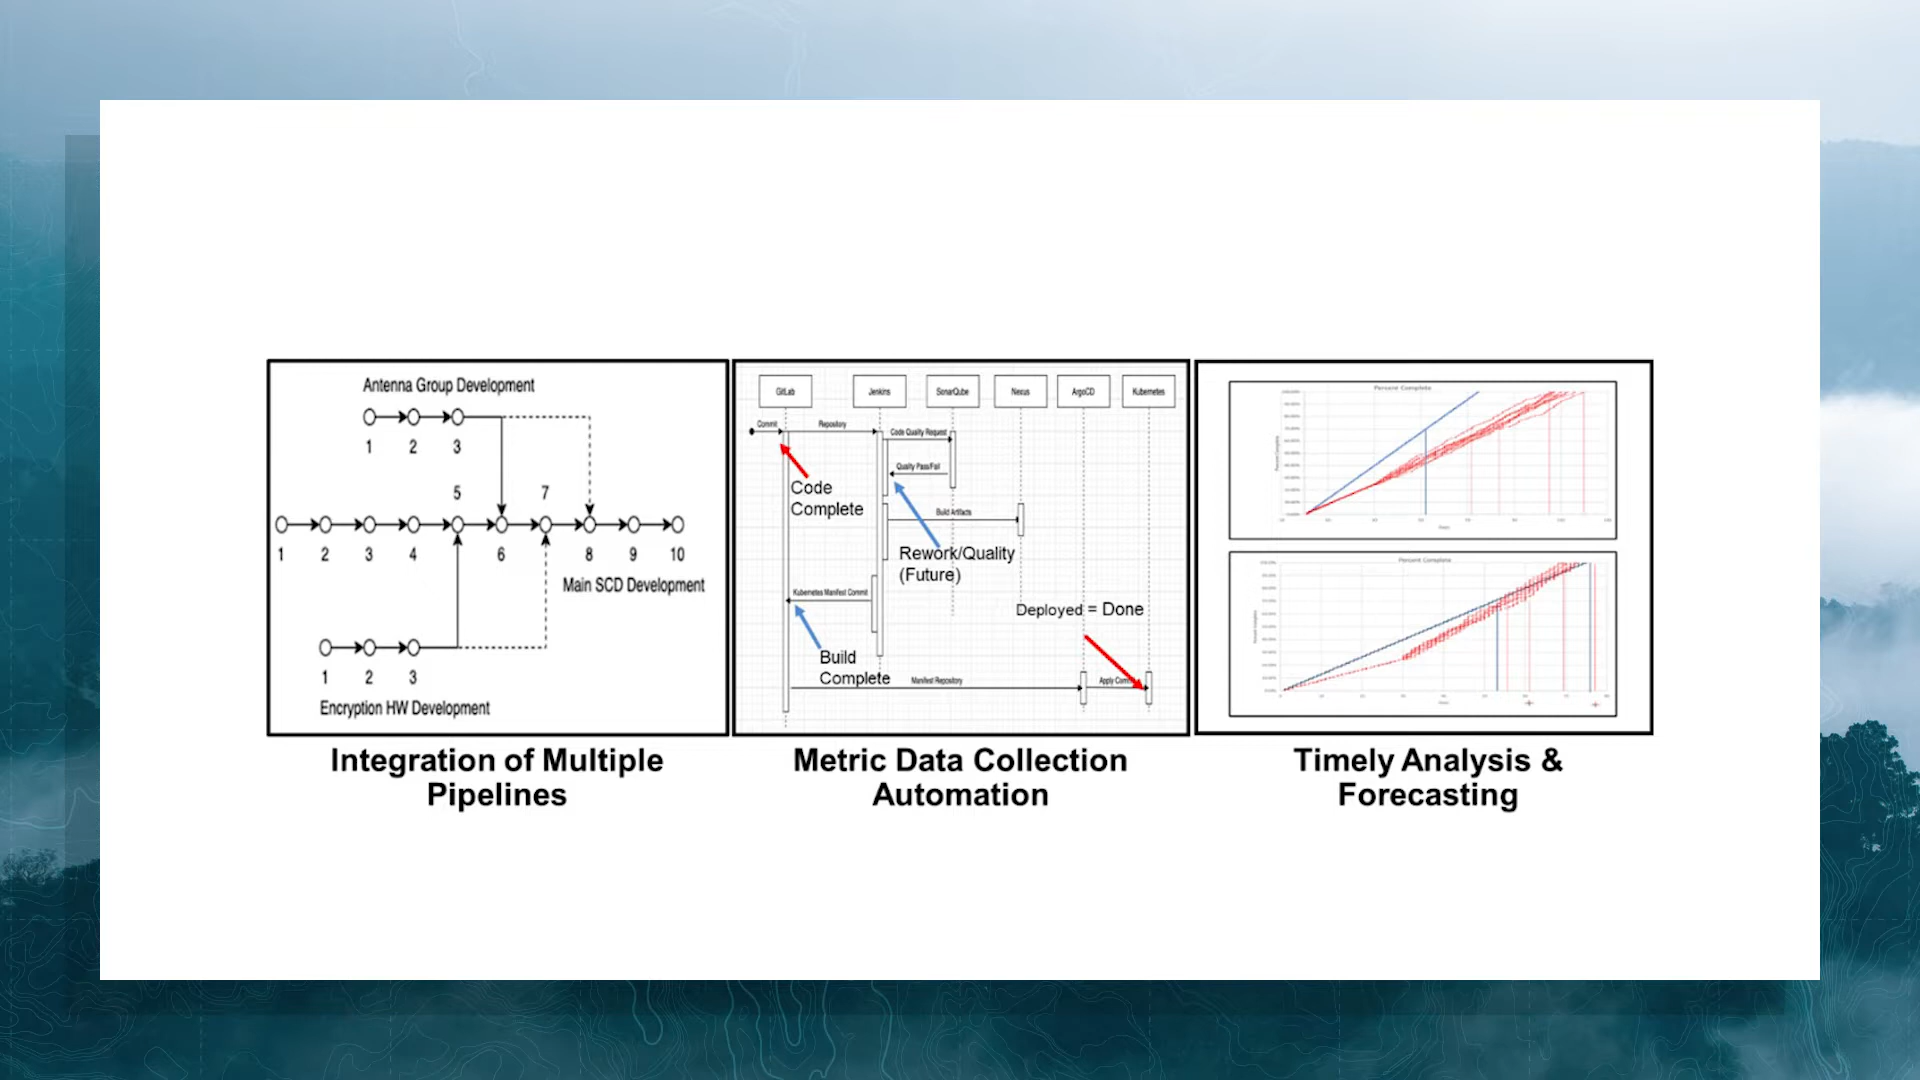 Antenna Group Development
1 2 3
5 7
1 2 3 4 6 8 9 10
Main SCD Development
1 2 3
Encryption HW Development
Integration of Multiple
Pipelines
GitLab Jenkins SonarQube Nexus ArgoCD Kubernetes
Commit Repository Code Quality Request
Quality Pass/Fail
Code
Complete
Build Artifacts
Rework/Quality
(Future)
Kubernetes Manifest Commit
Deployed = Done
Build
Complete
Manifest Repository Apply
Metric Data Collection
Automation
Percent Complete
Percent Complete
Timely Analysis &
Forecasting